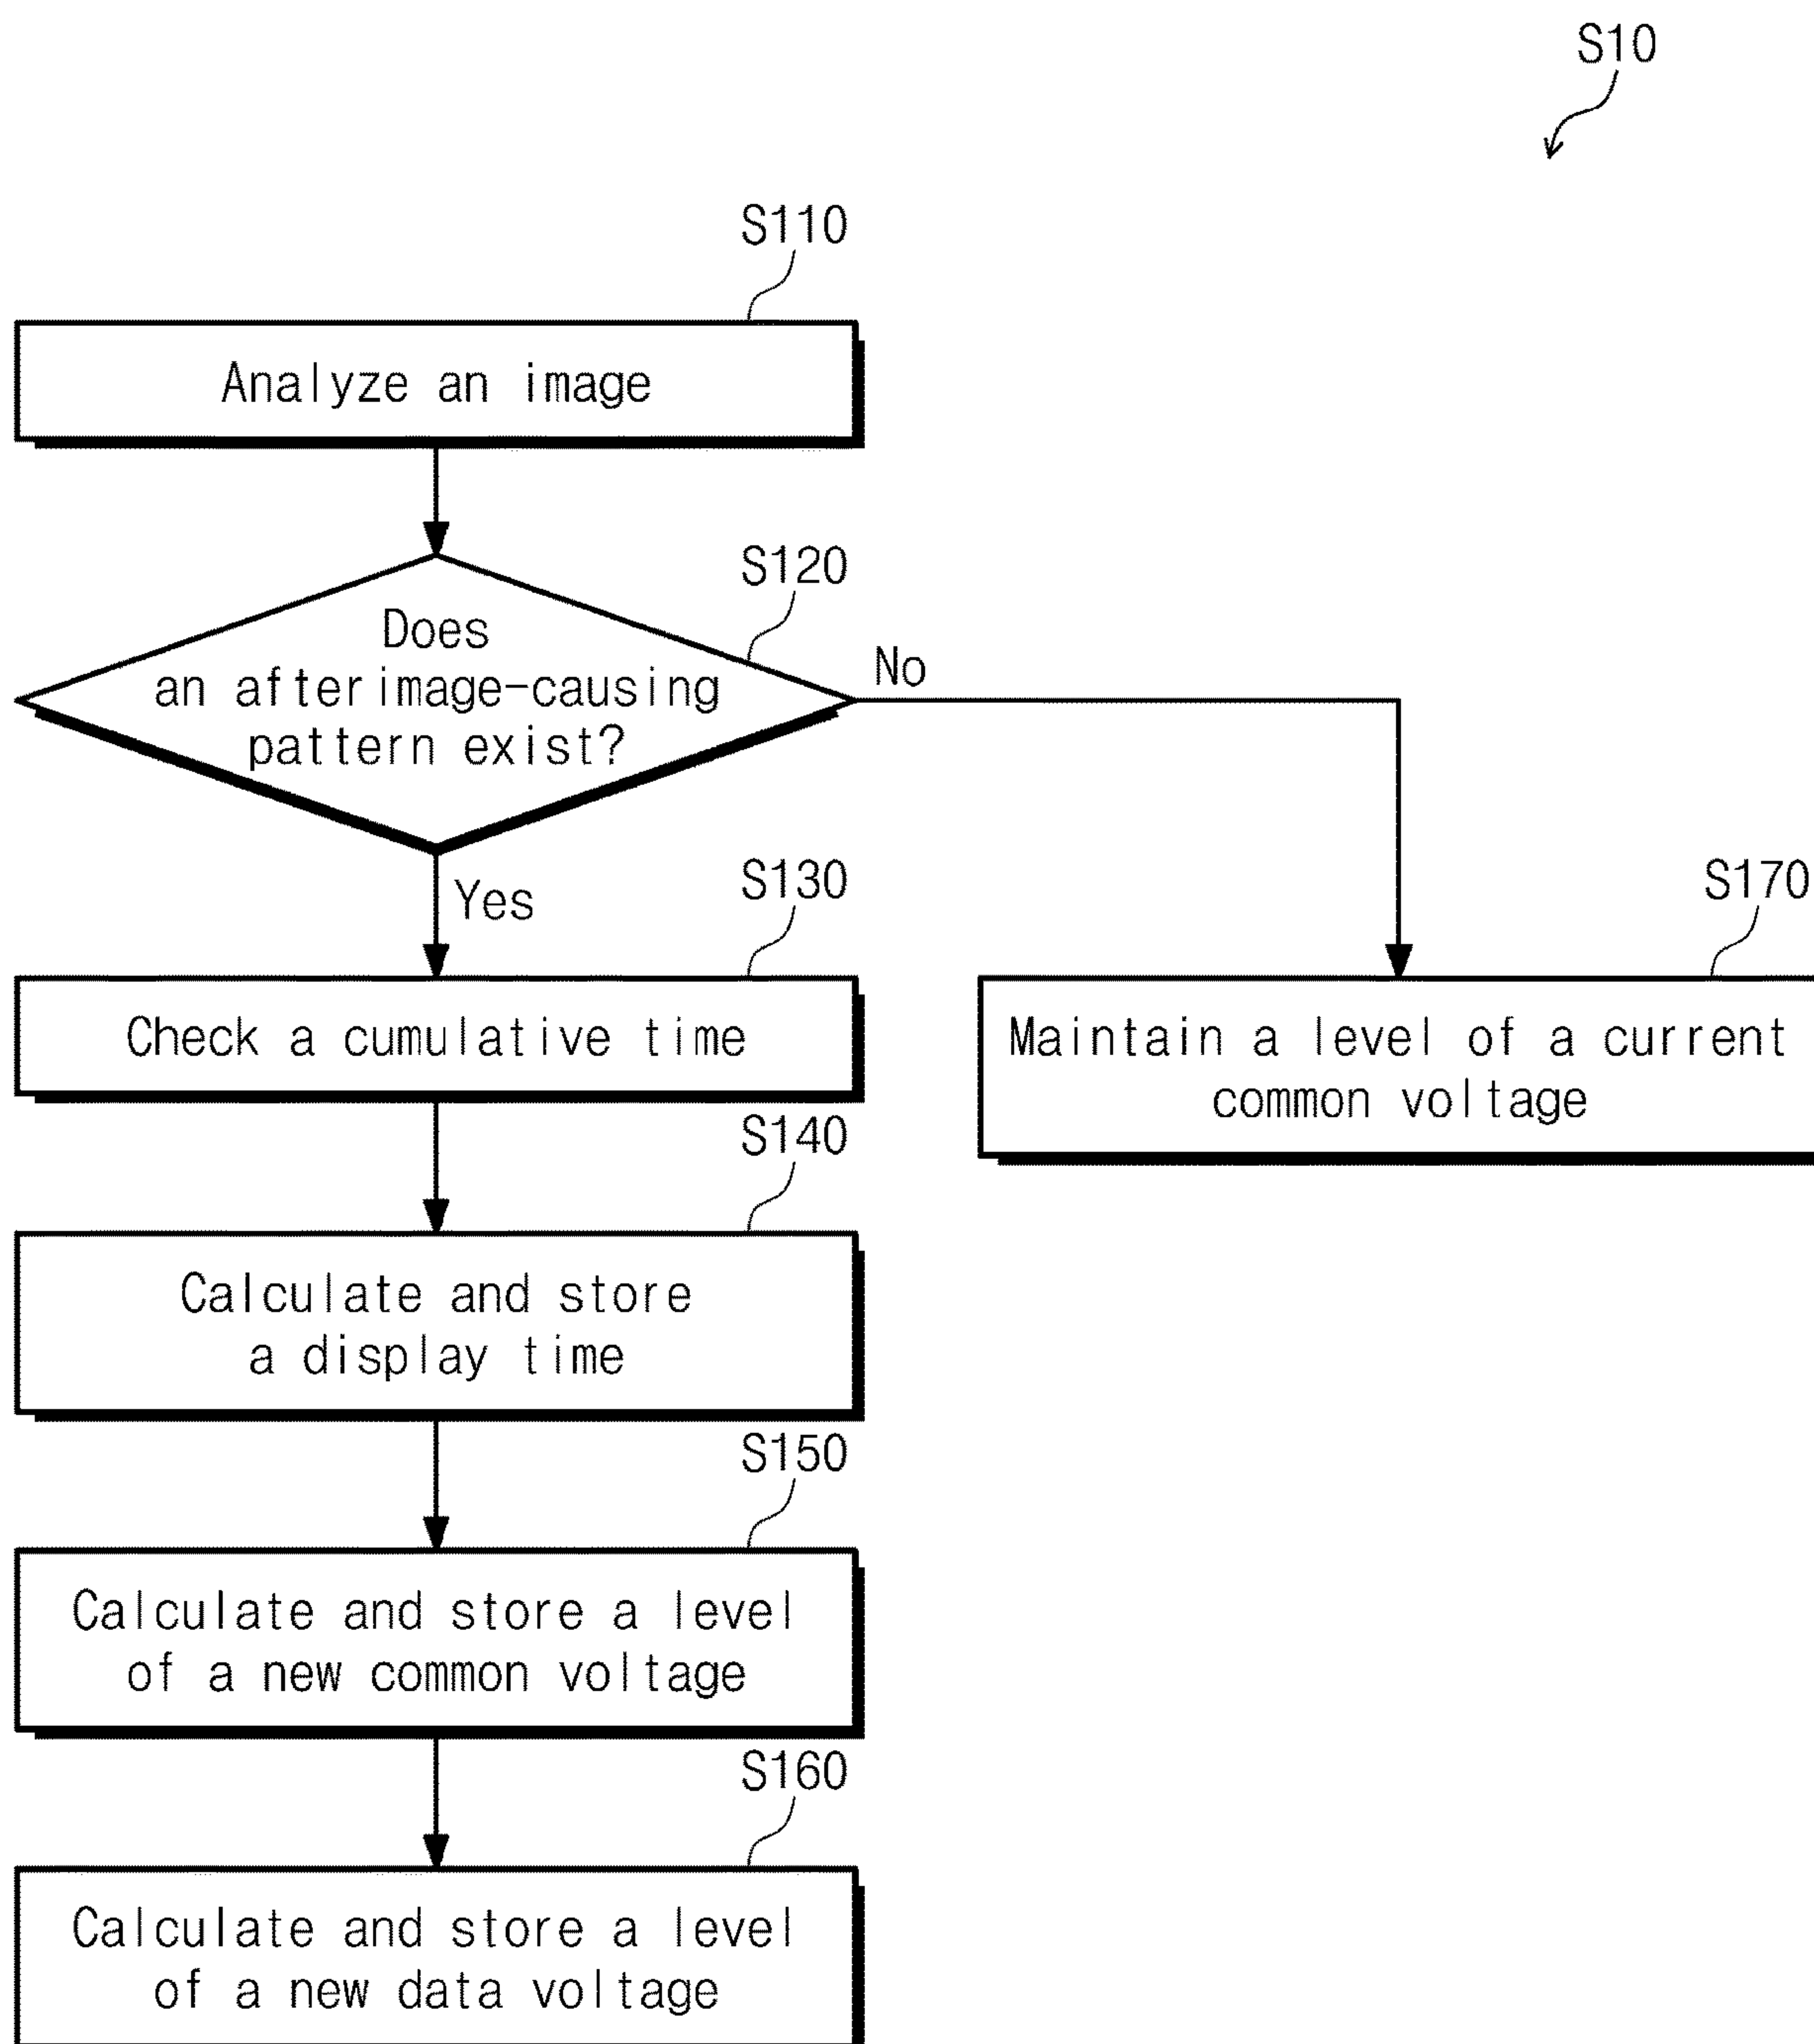 S10
S110
Analyze an image
S120
Does
an afterimage-causing
pattern exist?
No
Yes
S130
Check a cumulative time
S170
Maintain a level of a current
common voltage
S140
Calculate and store
a display time
S150
Calculate and store a level
of a new common voltage
S160
Calculate and store a level
of a new data voltage